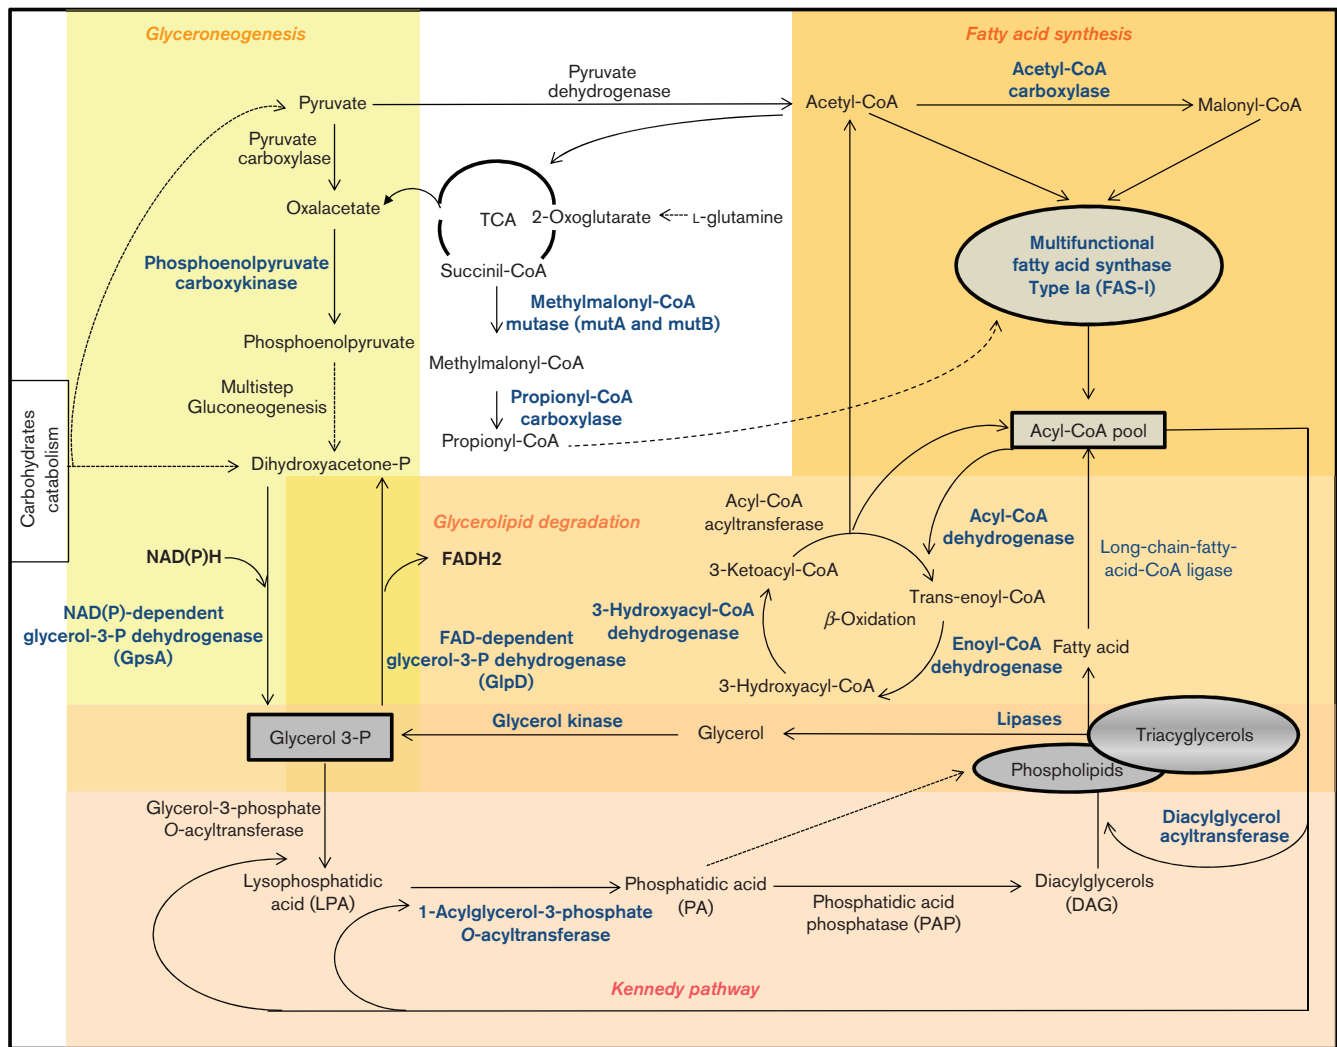 Glyceroneogenesis
Fatty acid synthesis
Pyruvate
dehydrogenase
Acetyl-CoA
carboxylase
Pyruvate
Acetyl-CoA
Malonyl-CoA
Pyruvate
carboxylase
Oxalacetate
TCA
2-Oxoglutarate
L-glutamine
Succinil-CoA
Multifunctional
fatty acid synthase
Type Ia (FAS-I)
Phosphoenolpyruvate
carboxykinase
Methylmalonyl-CoA
mutase (mutA and mutB)
Phosphoenolpyruvate
Methylmalonyl-CoA
Multistep
Gluconeogenesis
Propionyl-CoA
carboxylase
Propionyl-CoA
Acyl-CoA pool
Carbohydrates
catabolism
Dihydroxyacetone-P
Glycerolipid degradation
Acyl-CoA
acyltransferase
Acyl-CoA
dehydrogenase
Long-chain-fatty-
acid-CoA ligase
NAD(P)H
FADH2
3-Ketoacyl-CoA
Trans-enoyl-CoA
β-Oxidation
3-Hydroxyacyl-CoA
dehydrogenase
NAD(P)-dependent
glycerol-3-P dehydrogenase
(GpsA)
FAD-dependent
glycerol-3-P dehydrogenase
(GlpD)
Enoyl-CoA
dehydrogenase
Fatty acid
3-Hydroxyacyl-CoA
Glycerol kinase
Lipases
Glycerol 3-P
Glycerol
Triacyglycerols
Phospholipids
Glycerol-3-phosphate
O-acyltransferase
Diacylglycerol
acyltransferase
Lysophosphatidic
acid (LPA)
Phosphatidic acid
(PA)
Diacylglycerols
(DAG)
1-Acylglycerol-3-phosphate
O-acyltransferase
Phosphatidic acid
phosphatase (PAP)
Kennedy pathway